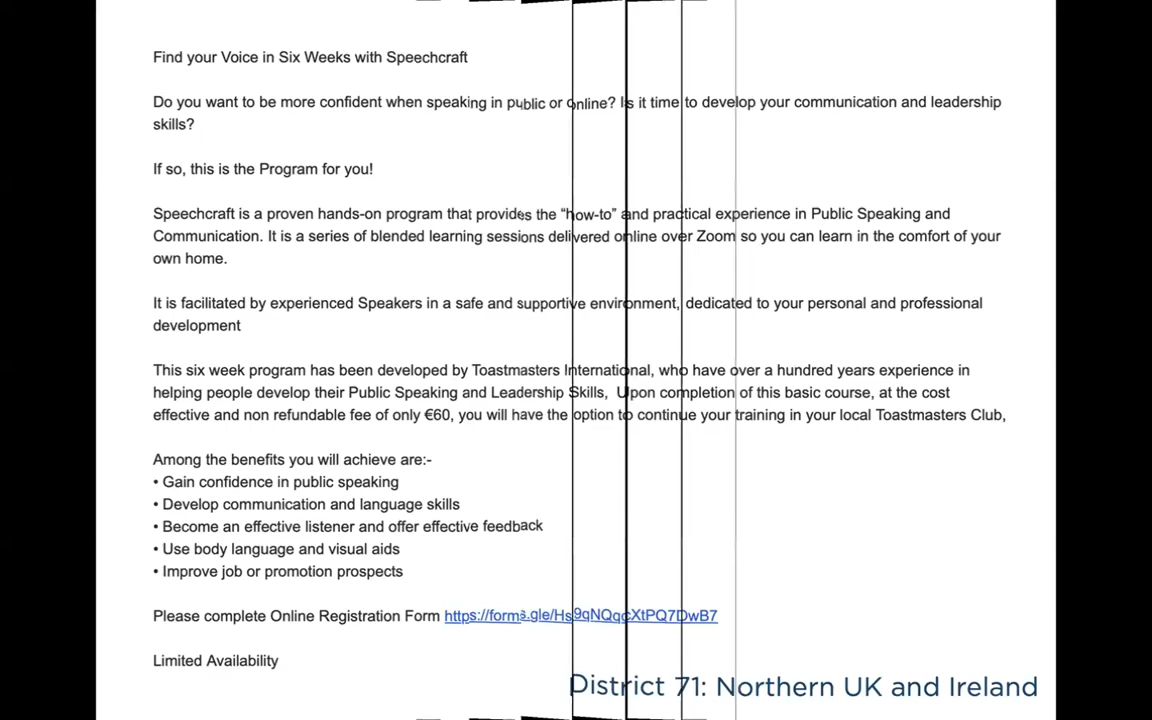 Find your Voice in Six Weeks with Speechcraft
Do you want to be more confident when speaking in public or online? Is it time to develop your communication and leadership
skills?
If so, this is the Program for you!
Speechcraft is a proven hands-on program that provides the “how-to” and practical experience in Public Speaking and
Communication. It is a series of blended learning sessions delivered online over Zoom so you can learn in the comfort of your
own home.
It is facilitated by experienced Speakers in a safe and supportive environment, dedicated to your personal and professional
development
This six week program has been developed by Toastmasters International, who have over a hundred years experience in
helping people develop their Public Speaking and Leadership Skills, Upon completion of this basic course, at the cost
effective and non refundable fee of only €60, you will have the option to continue your training in your local Toastmasters Club,
Among the benefits you will achieve are:-
• Gain confidence in public speaking
• Develop communication and language skills
• Become an effective listener and offer effective feedback
• Use body language and visual aids
• Improve job or promotion prospects
Please complete Online Registration Form https://forms.gle/Hs9qNQqcXtPQ7DwB7
Limited Availability
District 71: Northern UK and Ireland